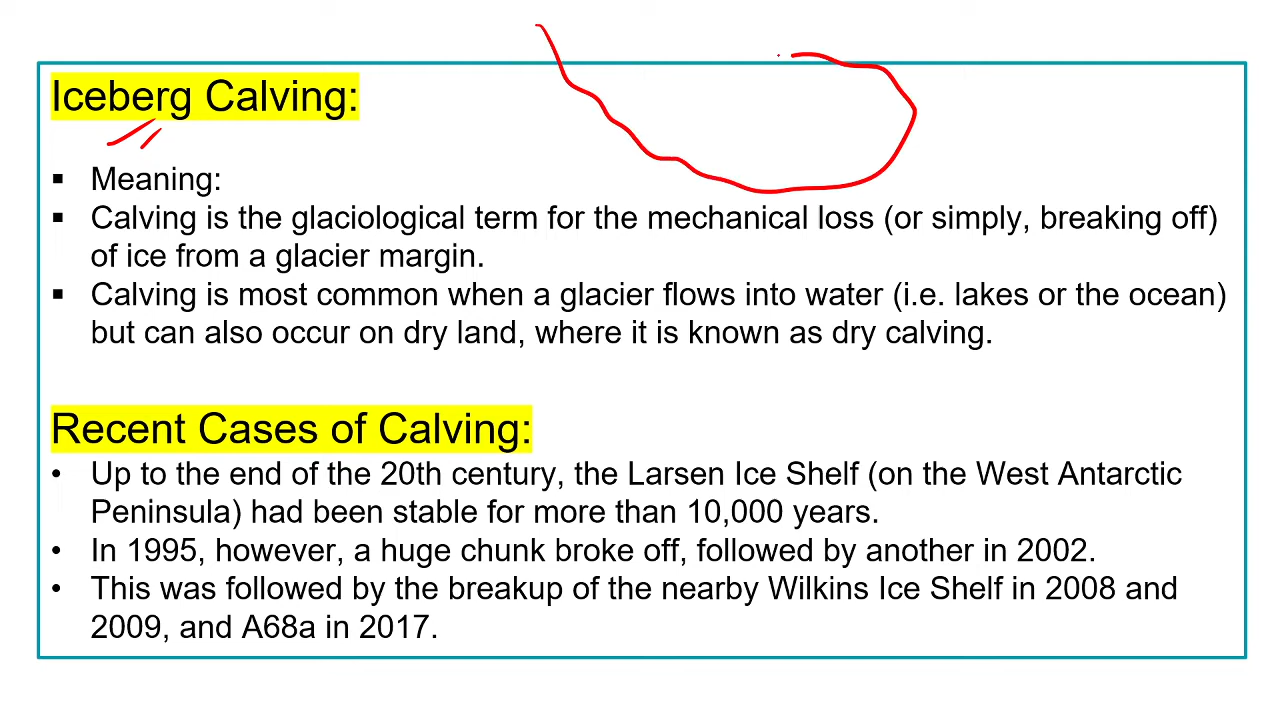 Iceberg Calving:
▪ Meaning:
▪ Calving is the glaciological term for the mechanical loss (or simply, breaking off)
of ice from a glacier margin.
▪ Calving is most common when a glacier flows into water (i.e. lakes or the ocean)
but can also occur on dry land, where it is known as dry calving.
Recent Cases of Calving:
• Up to the end of the 20th century, the Larsen Ice Shelf (on the West Antarctic
Peninsula) had been stable for more than 10,000 years.
• In 1995, however, a huge chunk broke off, followed by another in 2002.
• This was followed by the breakup of the nearby Wilkins Ice Shelf in 2008 and
2009, and A68a in 2017.